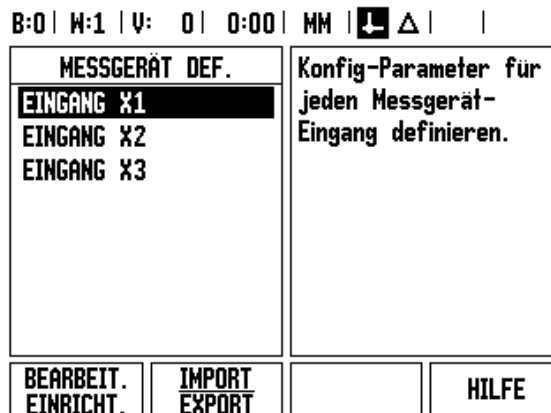 B:0 | W:1 | V: 0 | 0:00 | MM | Δ | |
MESSGERÄT DEF.
EINGANG X1
EINGANG X2
EINGANG X3
Konfig-Parameter für
jeden Messgerät-
Eingang definieren.
BEARBEIT.
EINRICHT.
IMPORT
EXPORT
HILFE